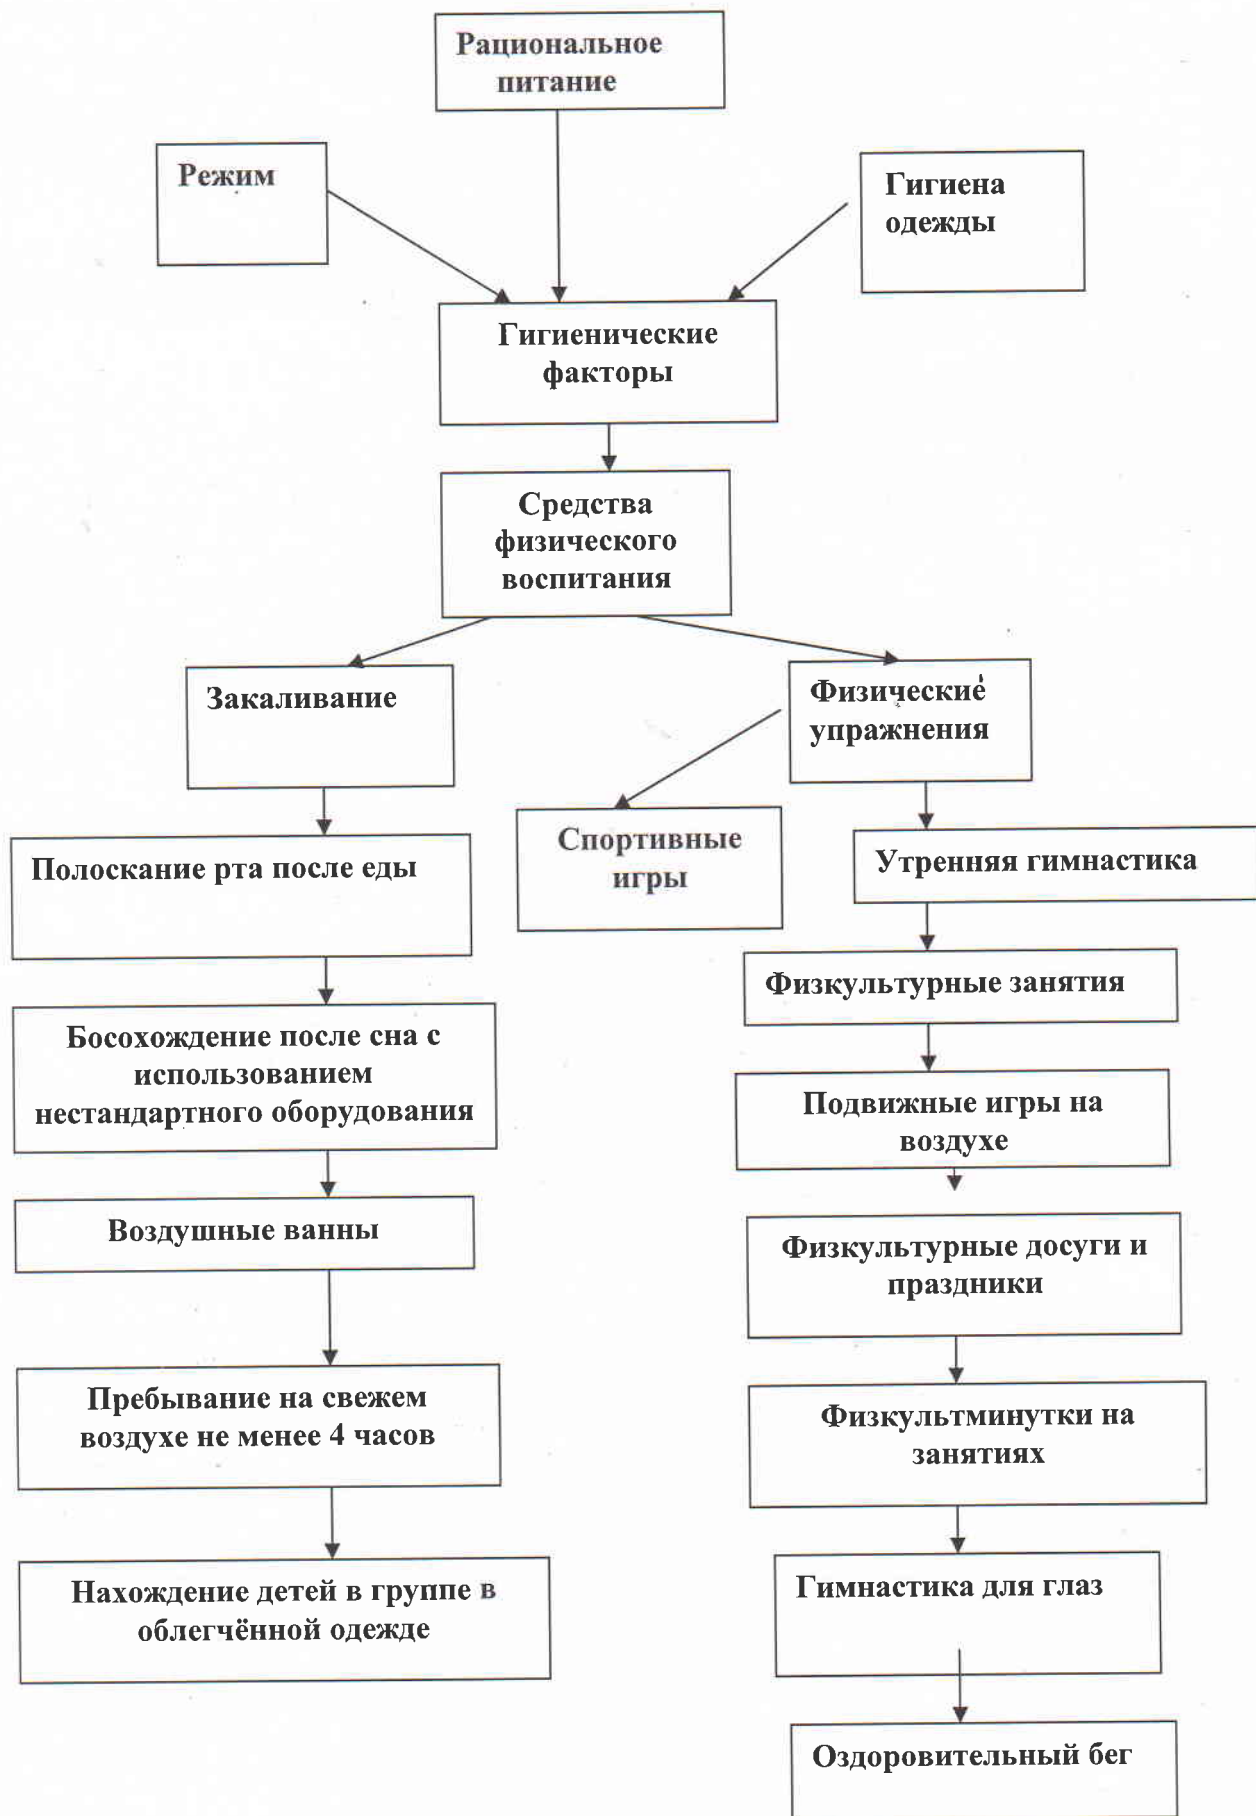 Рациональное
питание
Режим
Гигиена
одежды
Гигиенические
факторы
Средства
физического
воспитания
Закаливание
Физические
упражнения
Спортивные
игры
Полоскание рта после еды
Утренняя гимнастика
Физкультурные занятия
Босохождение после сна с
использованием
нестандартного оборудования
Подвижные игры на
воздухе
Воздушные ванны
Физкультурные досуги и
праздники
Пребывание на свежем
воздухе не менее 4 часов
Физкультминутки на
занятиях
Нахождение детей в группе в
облегчённой одежде
Гимнастика для глаз
Оздоровительный бег